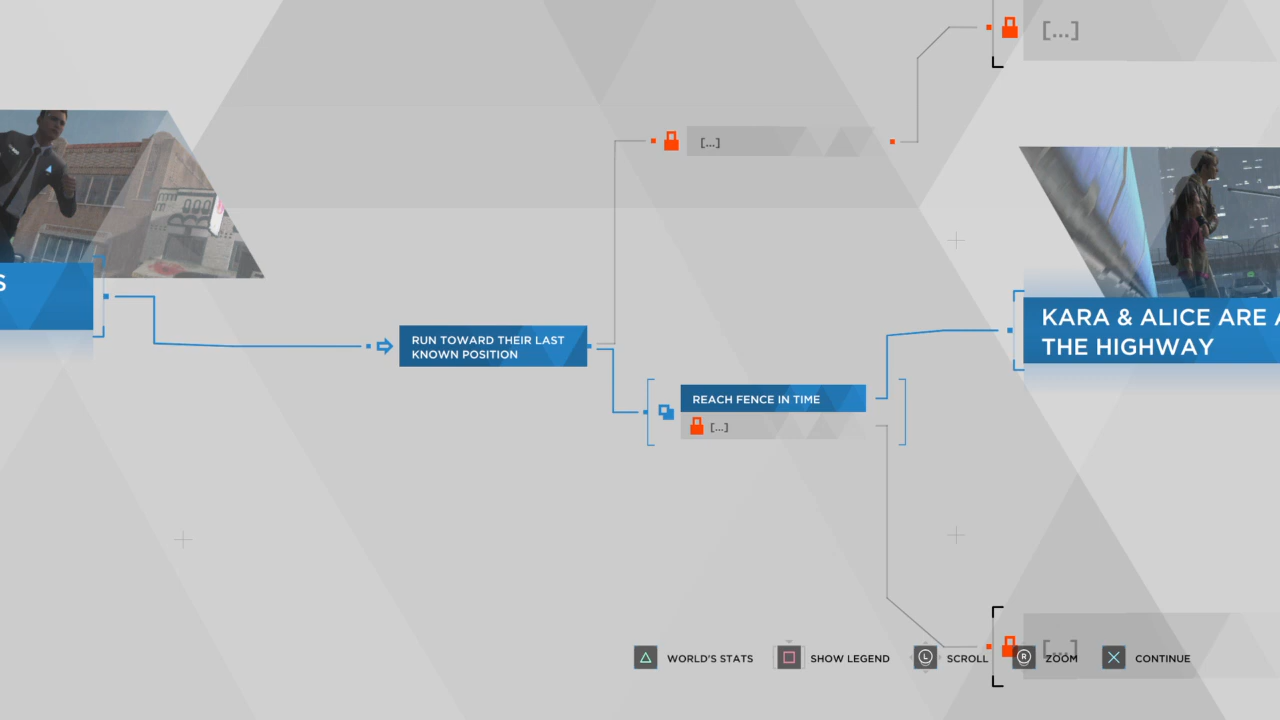 [...]
[...]
S
RUN TOWARD THEIR LAST
KNOWN POSITION
REACH FENCE IN TIME
[...]
KARA & ALICE ARE
THE HIGHWAY
[...]
WORLD'S STATS
SHOW LEGEND
L
SCROLL
R
ZOOM
CONTINUE